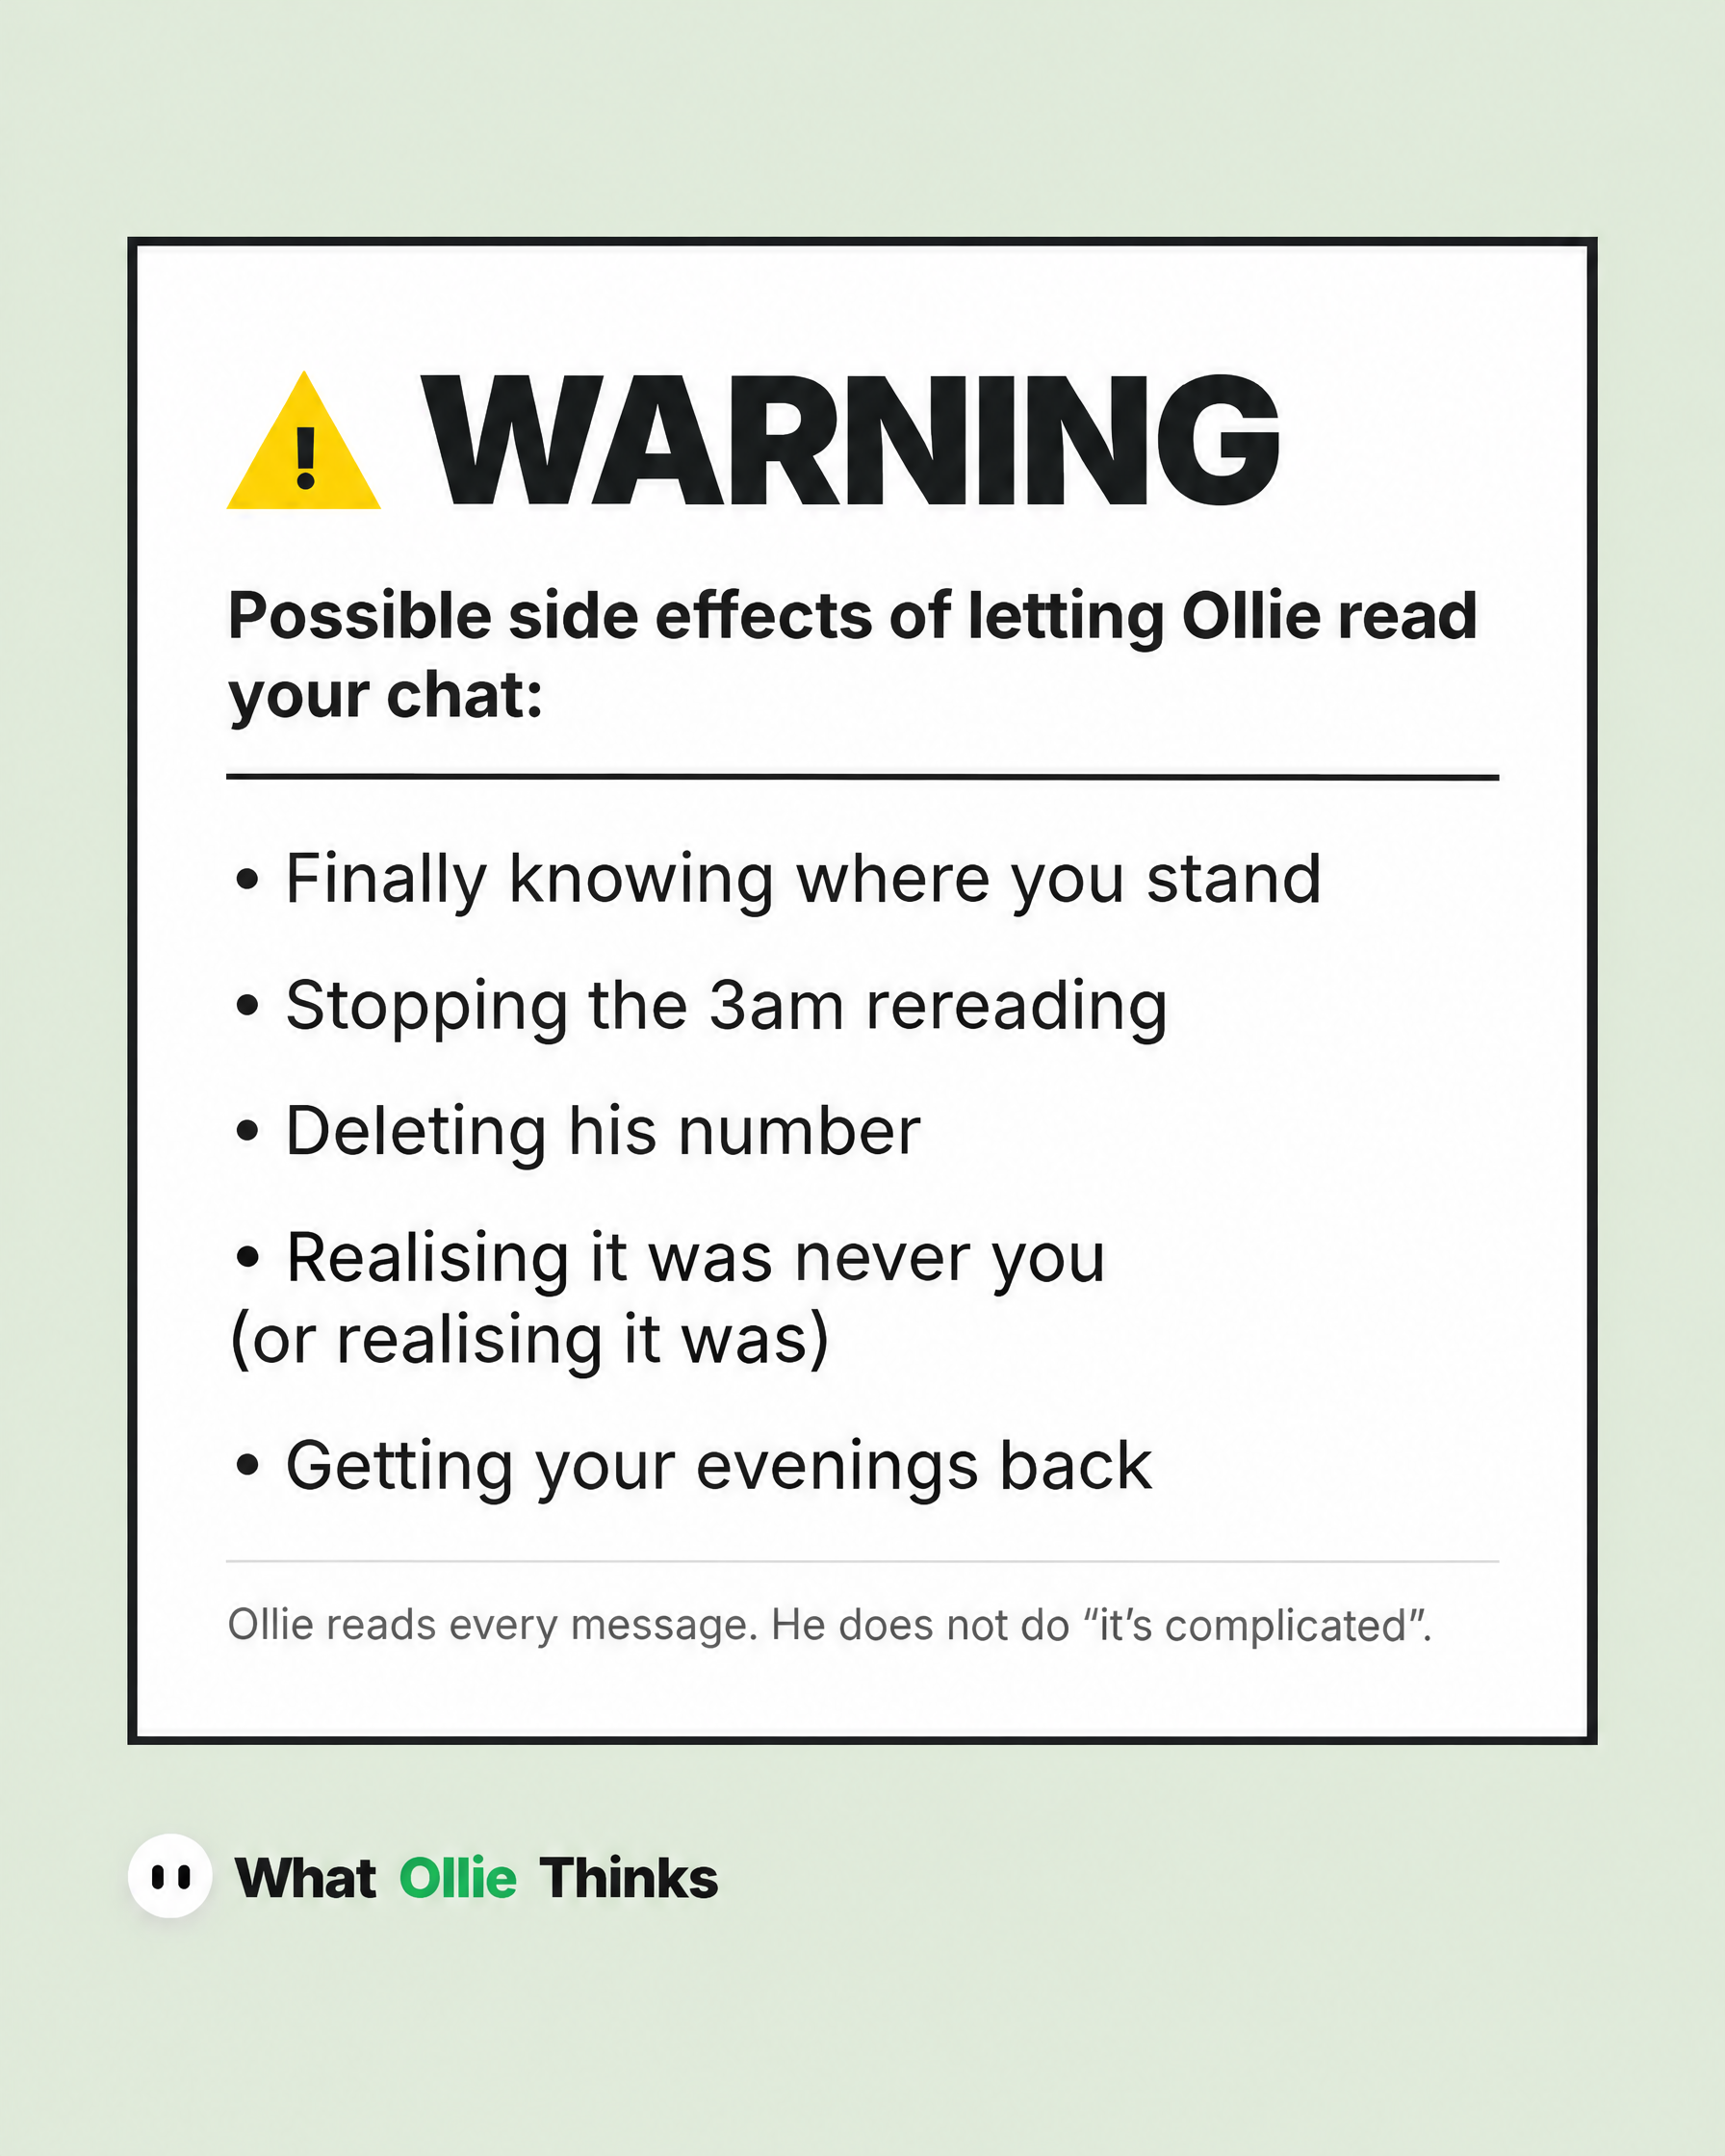 ! WARNING
Possible side effects of letting Ollie read
your chat:
• Finally knowing where you stand
• Stopping the 3am rereading
• Deleting his number
• Realising it was never you
(or realising it was)
• Getting your evenings back
Ollie reads every message. He does not do “it’s complicated”.
What Ollie Thinks